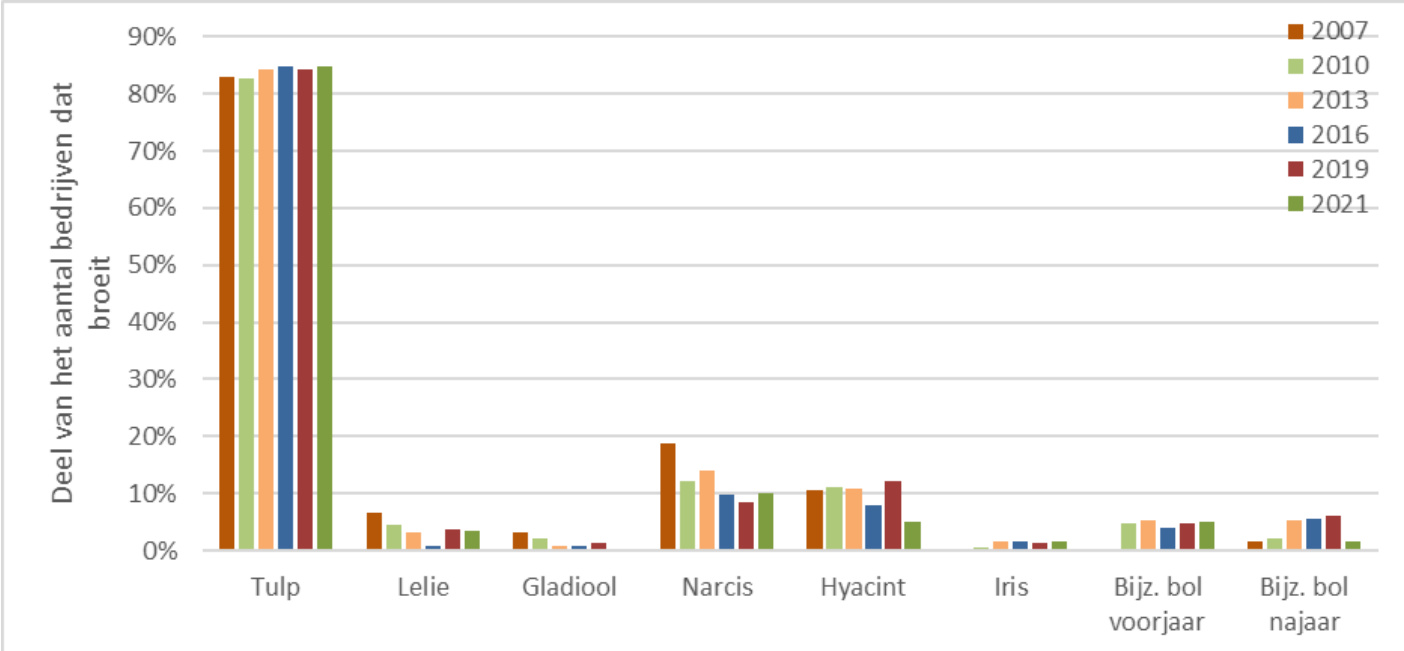 Deel van het aantal bedrijven dat
broeit
90%
80%
70%
60%
50%
40%
30%
20%
10%
0%
2007
2010
2013
2016
2019
2021
Tulp
Lelie
Gladiool
Narcis
Hyacint
Iris
Bijz. bol
voorjaar
Bijz. bol
najaar